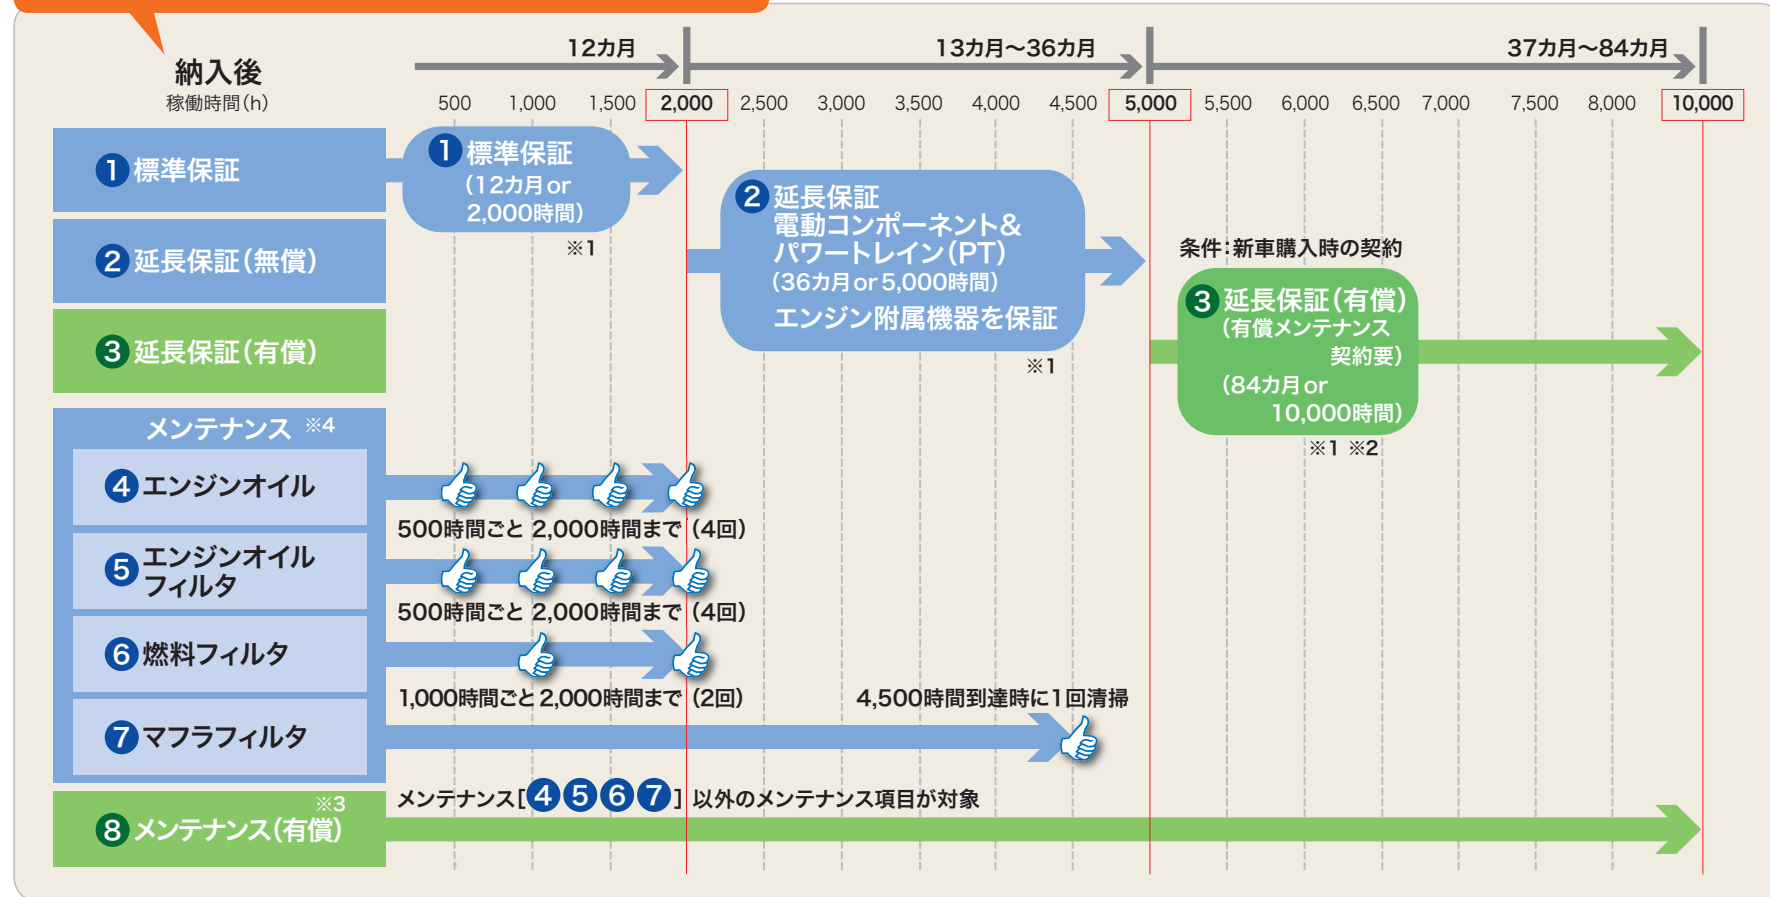 12カ月
13カ月～36カ月
37カ月～84カ月
納入後
稼働時間(h)
500 1,000 1,500 2,000 2,500 3,000 3,500 4,000 4,500 5,000 5,500 6,000 6,500 7,000 7,500 8,000 10,000
1 標準保証
1 標準保証
(12カ月or
2,000時間)
※1
2 延長保証(無償)
2 延長保証
電動コンポーネント&
パワートレイン(PT)
(36カ月or5,000時間)
エンジン附属機器を保証
※1
3 延長保証(有償)
条件:新車購入時の契約
3 延長保証(有償)
(有償メンテナンス
契約要)
(84カ月or
10,000時間)
※1 ※2
メンテナンス ※4
4 エンジンオイル
500時間ごと 2,000時間まで (4回)
5 エンジンオイル
フィルタ
500時間ごと 2,000時間まで (4回)
6 燃料フィルタ
1,000時間ごと2,000時間まで (2回)
7 マフラフィルタ
4,500時間到達時に1回清掃
※3
8 メンテナンス(有償)
メンテナンス[4 5 6 7] 以外のメンテナンス項目が対象